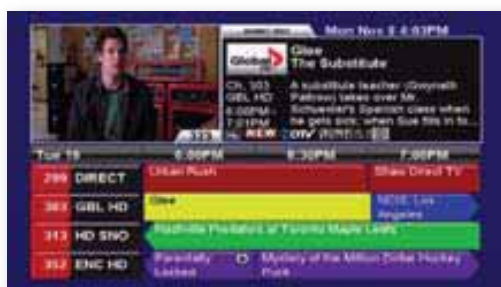 Mon Nov 8 4:03PM
Global
Glee
The Substitute
Ch. 303
GBL HD
6:00PM
7:01PM
A substitute teacher (Gwyneth
Paltrow) takes over Mr.
Schuester's Spanish class when
he gets sick; when Sue fills in fo...
NEW
Tue 19 6:00PM 6:30PM 7:00PM
299 DIRECT Urban Rush Shaw Direct TV
303 GBL HD Glee NCIS: Los
Angeles
313 HD SNO Nashville Predators at Toronto Maple Leafs
352 ENC HD Parentally
Locked
Mystery of the Million Dollar Hockey
Puck